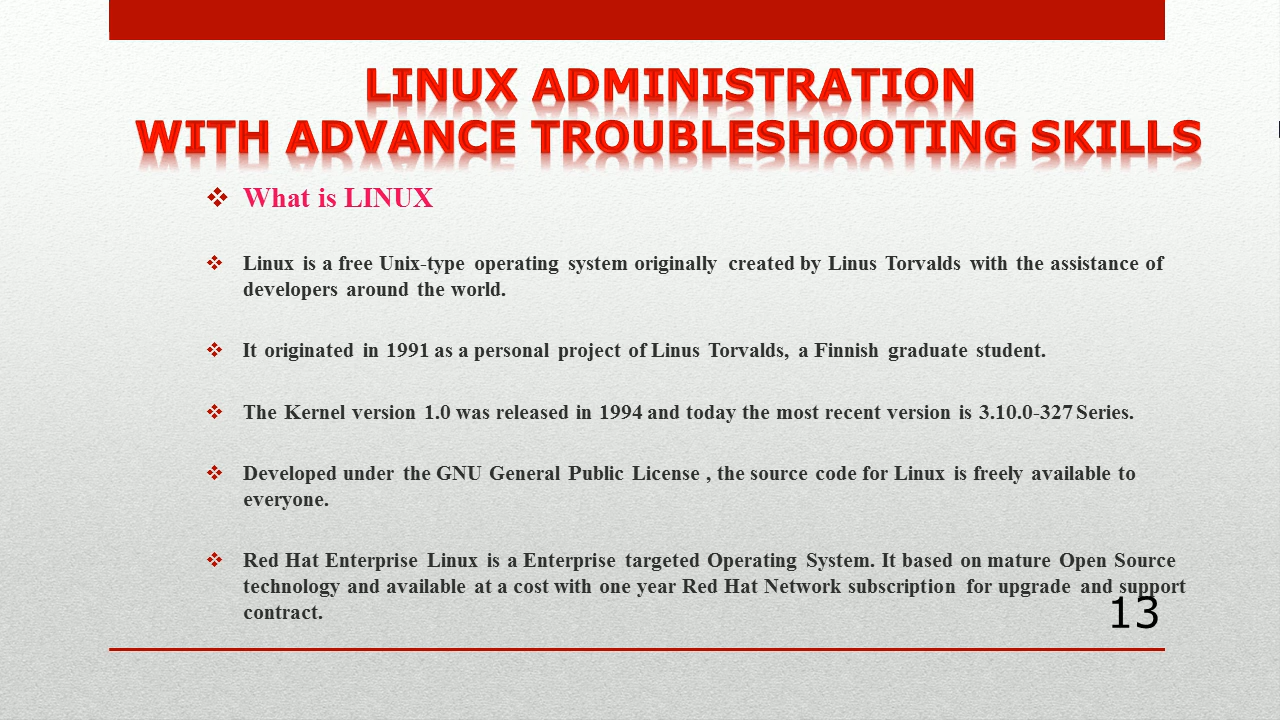 LINUX ADMINISTRATION
WITH ADVANCE TROUBLESHOOTING SKILLS
What is LINUX
Linux is a free Unix-type operating system originally created by Linus Torvalds with the assistance of
developers around the world.
It originated in 1991 as a personal project of Linus Torvalds, a Finnish graduate student.
The Kernel version 1.0 was released in 1994 and today the most recent version is 3.10.0-327 Series.
Developed under the GNU General Public License , the source code for Linux is freely available to
everyone.
Red Hat Enterprise Linux is a Enterprise targeted Operating System. It based on mature Open Source
technology and available at a cost with one year Red Hat Network subscription for upgrade and support
contract.
13